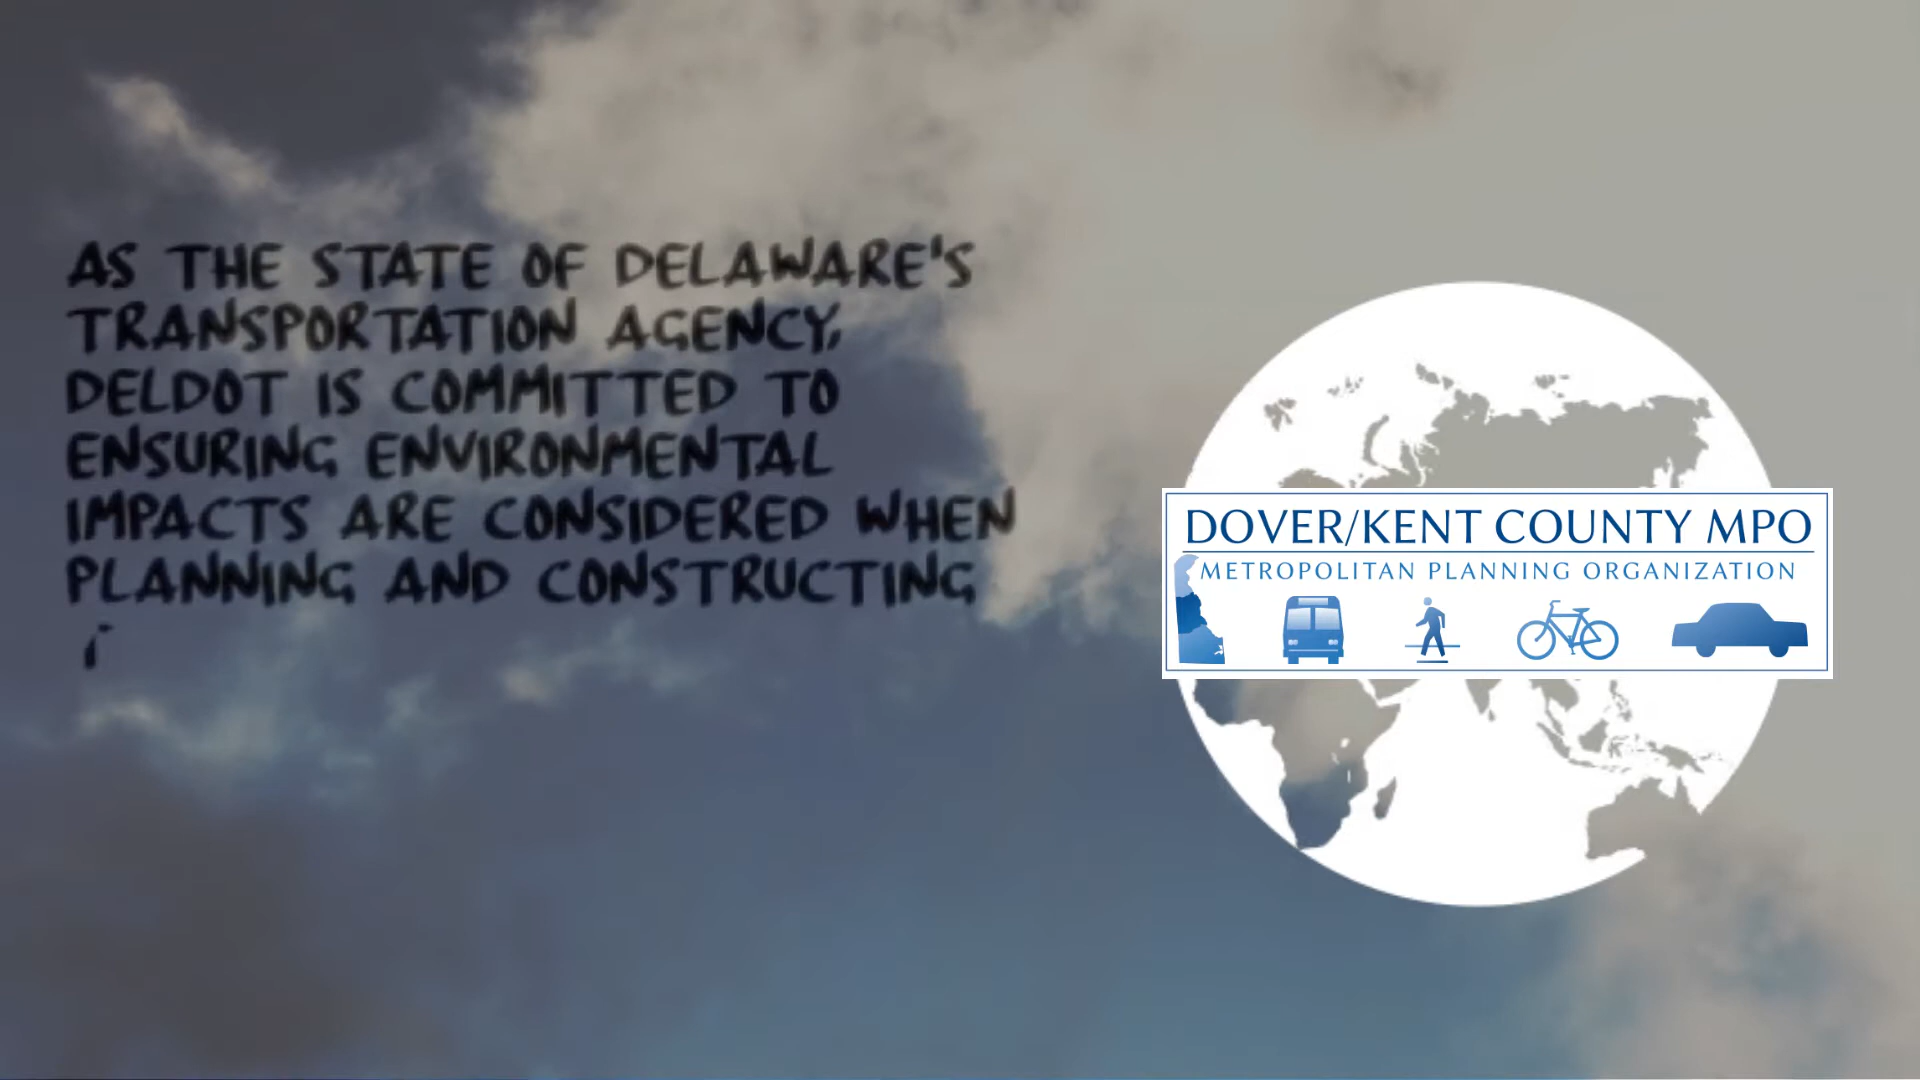 AS THE STATE OF DELAWARE'S
TRANSPORTATION AGENCY,
DELDOT IS COMMITTED TO
ENSURING ENVIRONMENTAL
IMPACTS ARE CONSIDERED WHEN
PLANNING AND CONSTRUCTING
DOVER/KENT COUNTY MPO
METROPOLITAN PLANNING ORGANIZATION